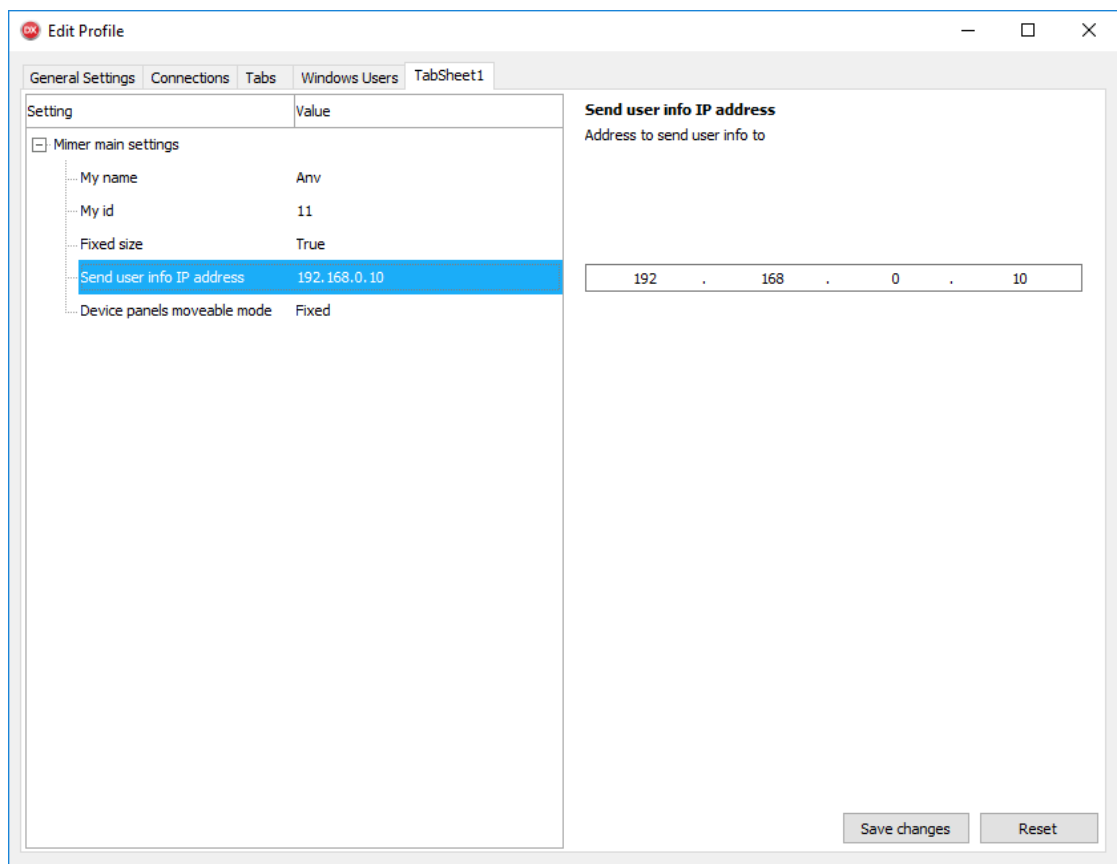 DX Edit Profile
General Settings Connections Tabs Windows Users TabSheet1
Setting Value
Mimer main settings
My name Anv
My id 11
Fixed size True
Send user info IP address 192.168.0.10
Device panels moveable mode Fixed
Send user info IP address
Address to send user info to
192 . 168 . 0 . 10
Save changes Reset